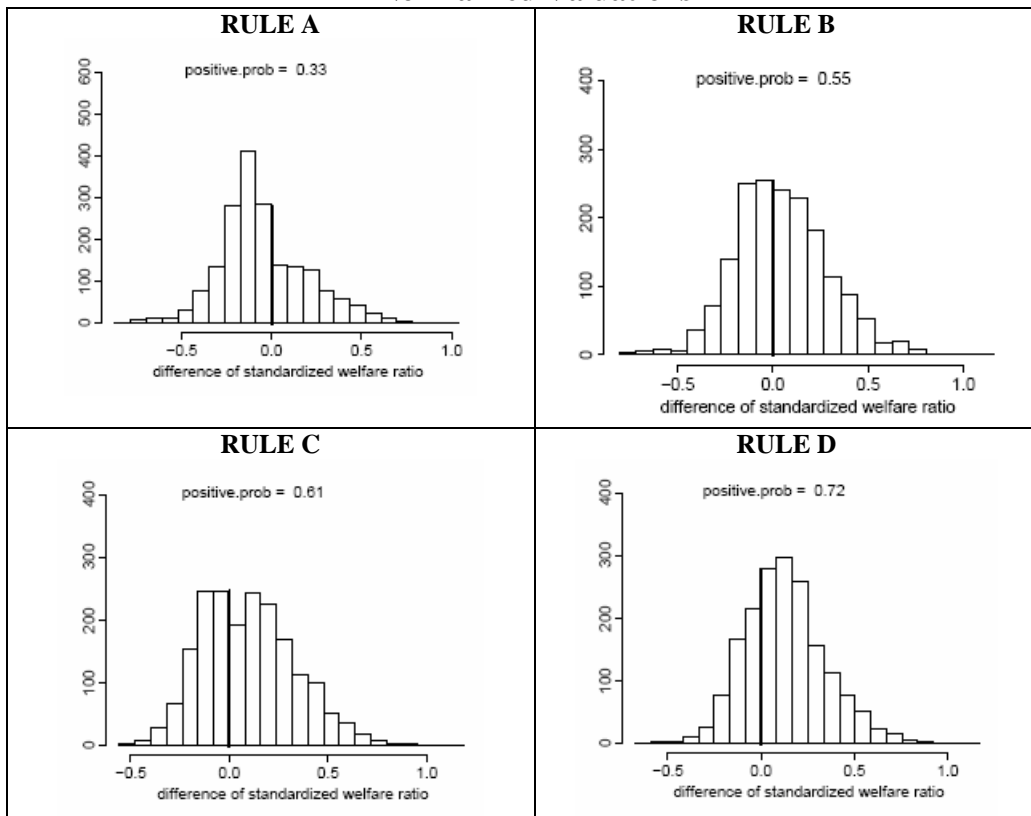 RULE A
positive.prob = 0.33
600
500
400
300
200
100
0
−0.5 0.0 0.5 1.0
difference of standardized welfare ratio
RULE B
positive.prob = 0.55
400
300
200
100
0
−0.5 0.0 0.5 1.0
difference of standardized welfare ratio
RULE C
positive.prob = 0.61
400
300
200
100
0
−0.5 0.0 0.5 1.0
difference of standardized welfare ratio
RULE D
positive.prob = 0.72
400
300
200
100
0
−0.5 0.0 0.5 1.0
difference of standardized welfare ratio